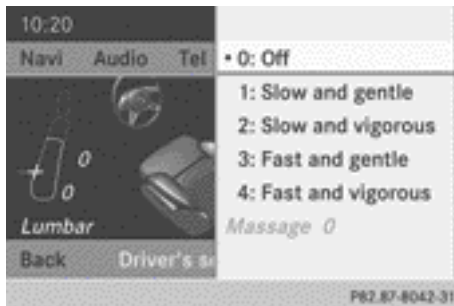 10:20
Navi Audio Tel
• 0: Off
1: Slow and gentle
2: Slow and vigorous
3: Fast and gentle
4: Fast and vigorous
0
0
Lumbar
Massage 0
Back Driver's
P82.87-8042-31